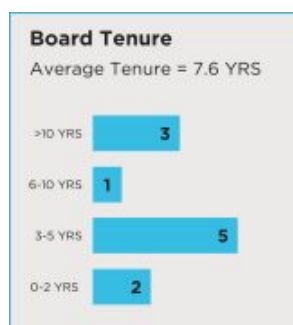 Board Tenure
Average Tenure = 7.6 YRS
>10 YRS 3
6-10 YRS 1
3-5 YRS 5
0-2 YRS 2